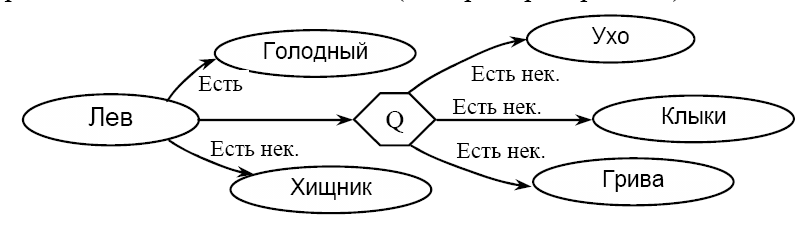 Голодный
Ухо
Есть
Есть нек.
Лев
Q
Есть нек.
Клыки
Есть нек.
Есть нек.
Хищник
Грива